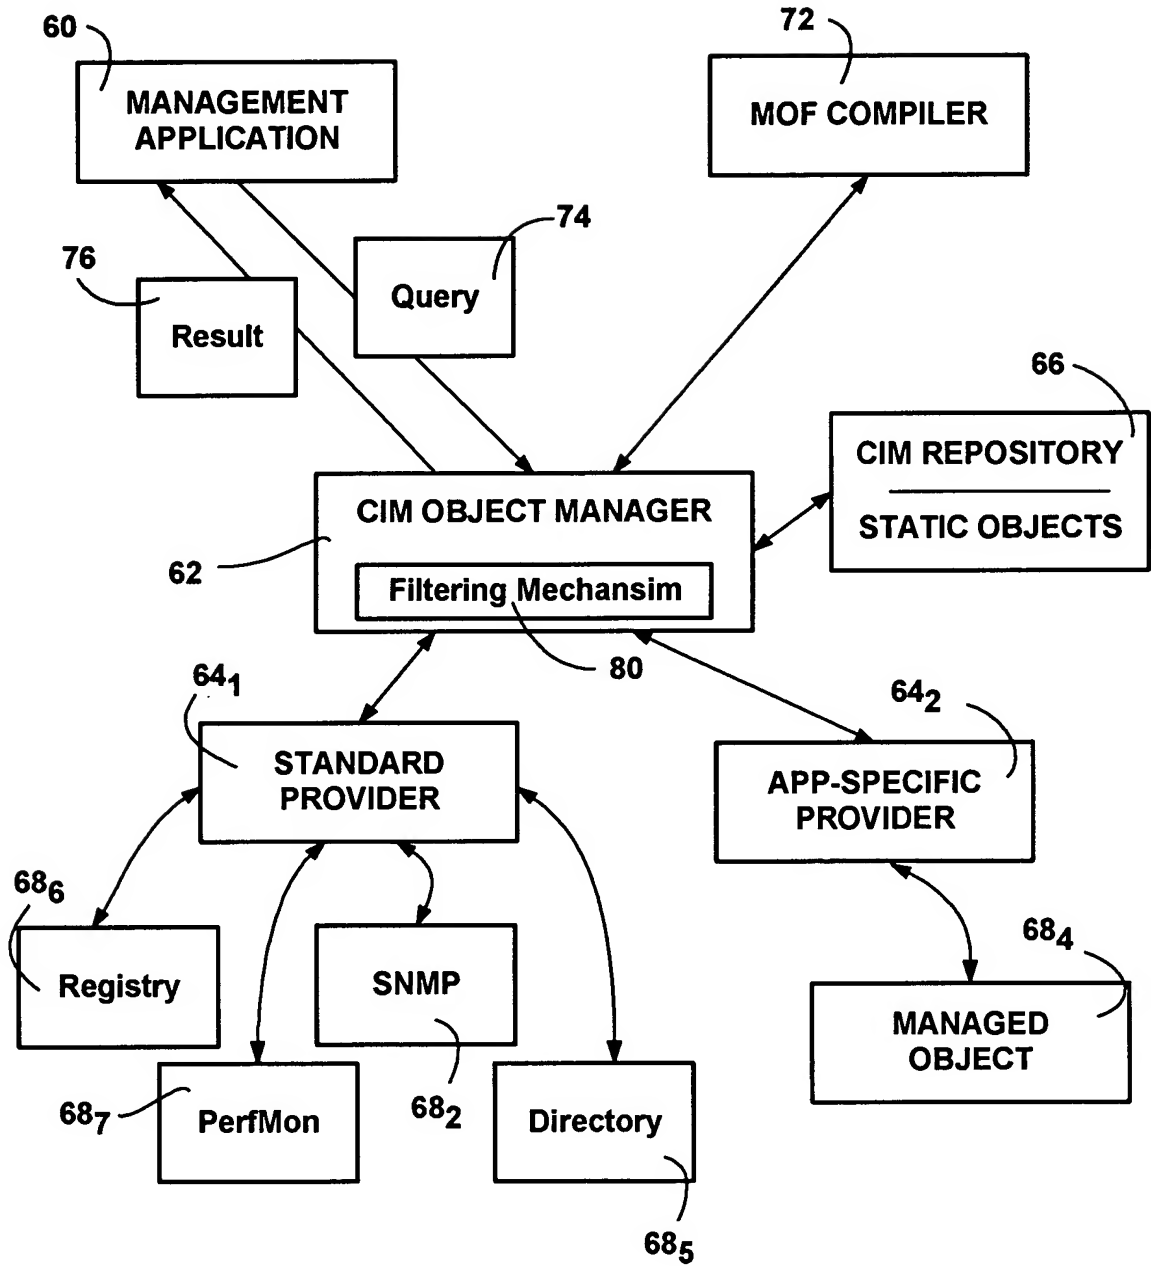 60
72
MANAGEMENT
APPLICATION
MOF COMPILER
74
76
Query
Result
66
CIM REPOSITORY
STATIC OBJECTS
CIM OBJECT MANAGER
62
Filtering Mechansim
80
64₁
64₂
STANDARD
PROVIDER
APP-SPECIFIC
PROVIDER
68₆
68₄
Registry
SNMP
MANAGED
OBJECT
68₇
PerfMon
68₂
Directory
68₅